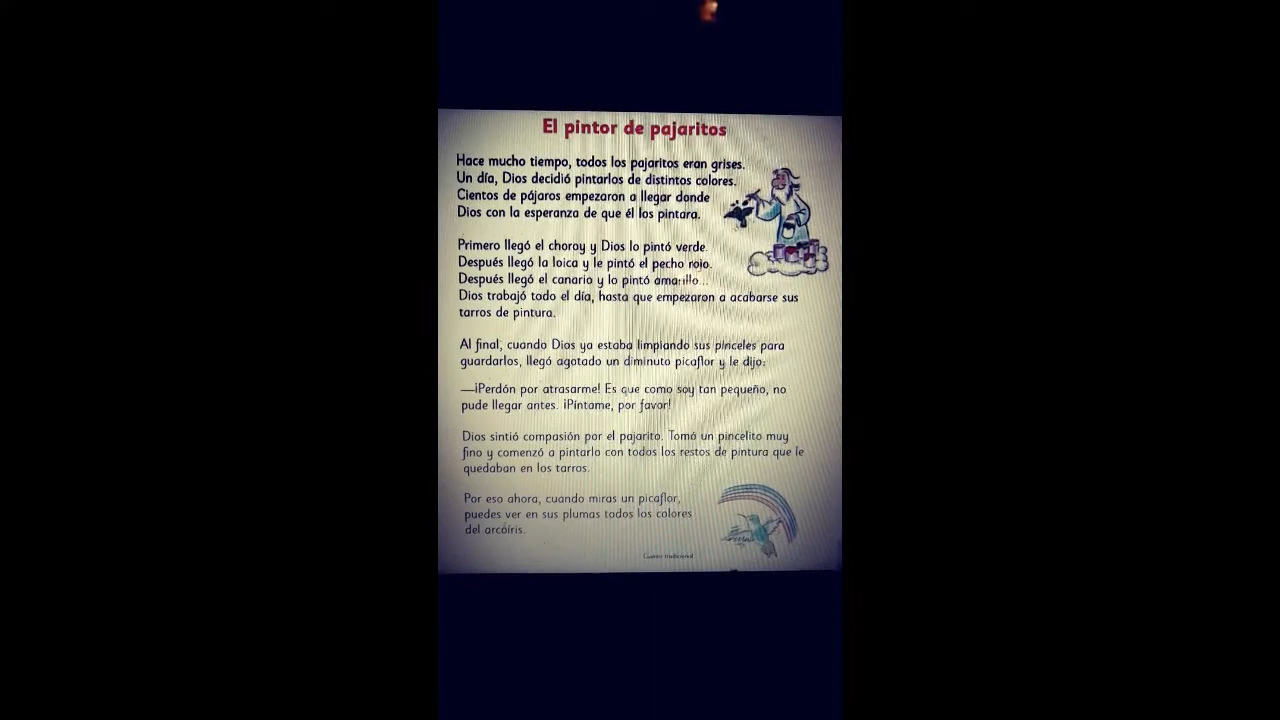 El pintor de pajaritos
Hace mucho tiempo, todos los pajaritos eran grises.
Un día, Dios decidió pintarlos de distintos colores.
Cientos de pájaros empezaron a llegar donde
Dios con la esperanza de que él los pintara.
Primero llegó el choroy y Dios lo pintó verde.
Después llegó la loica y le pintó el pecho rojo.
Después llegó el canario y lo pintó amarillo...
Dios trabajó todo el día, hasta que empezaron a acabarse sus
tarros de pintura.
Al final, cuando Dios ya estaba limpiando sus pinceles para
guardarlos, llegó agotado un diminuto picaflor y le dijo:
—¡Perdón por atrasarme! Es que como soy tan pequeño, no
pude llegar antes. ¡Píntame, por favor!
Dios sintió compasión por el pajarito. Tomó un pincelito muy
fino y comenzó a pintarlo con todos los restos de pintura que le
quedaban en los tarros.
Por eso ahora, cuando miras un picaflor,
puedes ver en sus plumas todos los colores
del arcoíris.
Cuento tradicional